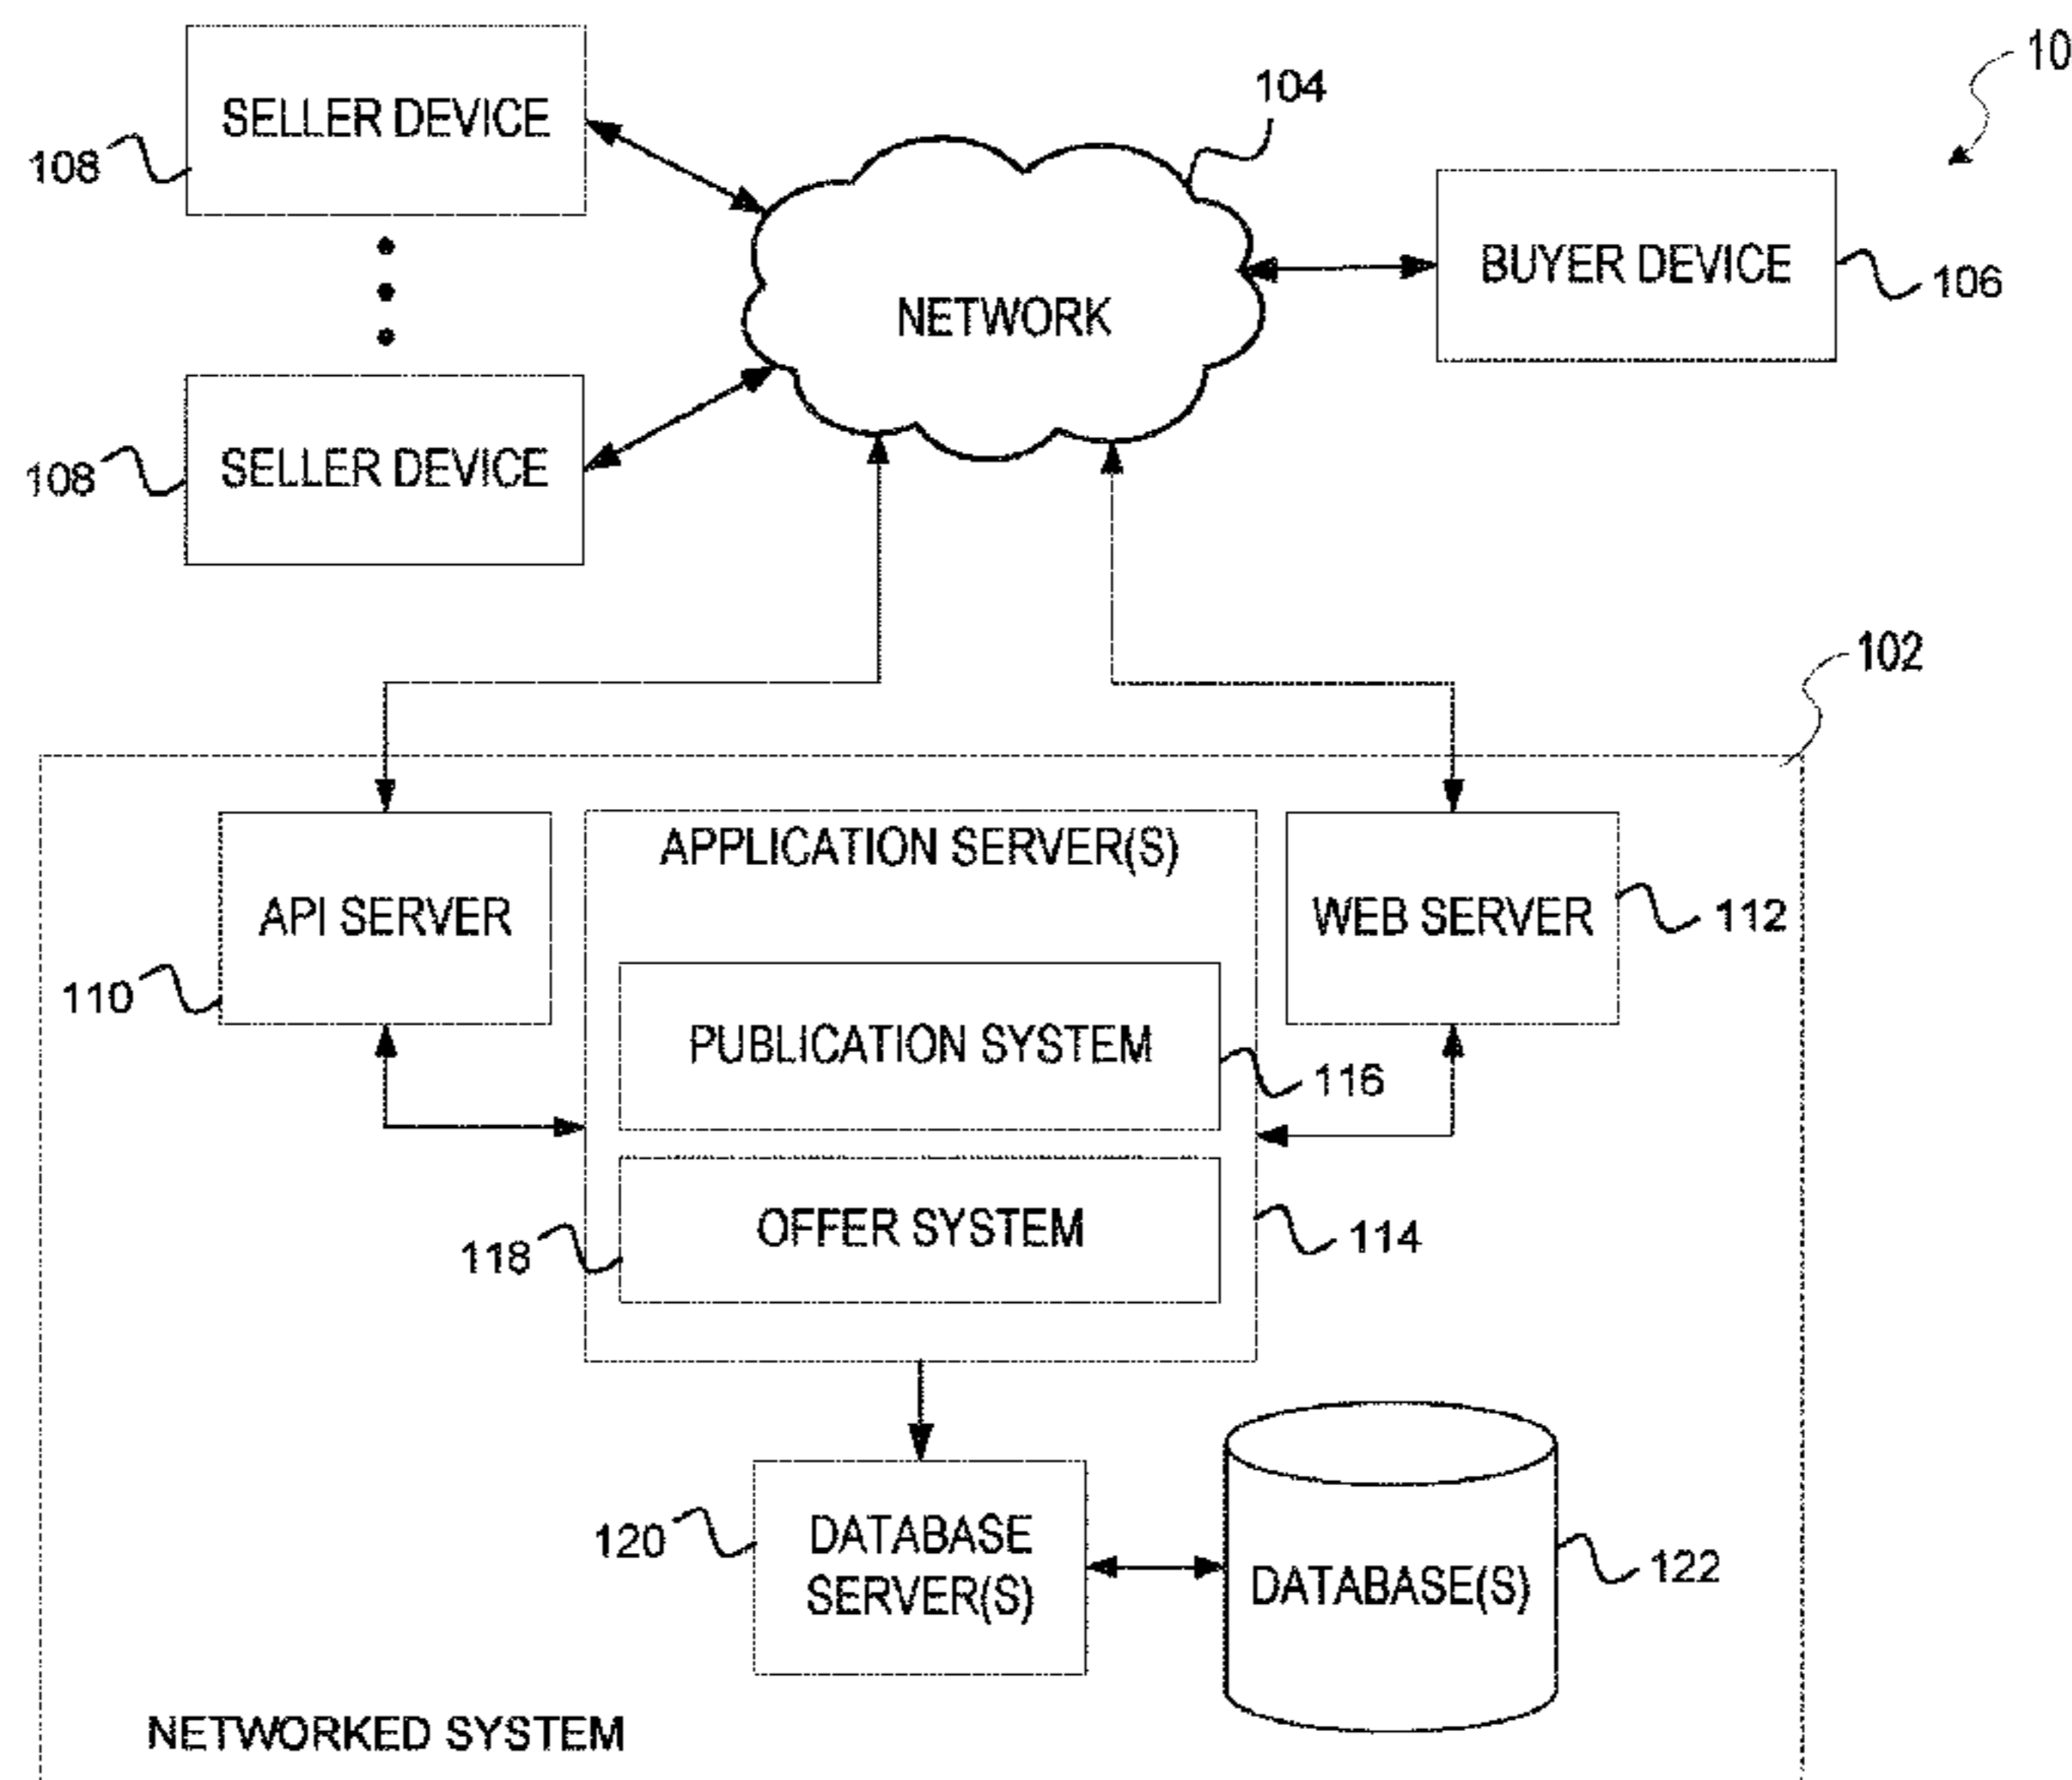 10
SELLER DEVICE
104
108
BUYER DEVICE
106
NETWORK
SELLER DEVICE
108
102
APPLICATION SERVER(S)
API SERVER
WEB SERVER
112
110
PUBLICATION SYSTEM
116
OFFER SYSTEM
118
114
120
DATABASE
SERVER(S)
DATABASE(S)
122
NETWORKED SYSTEM